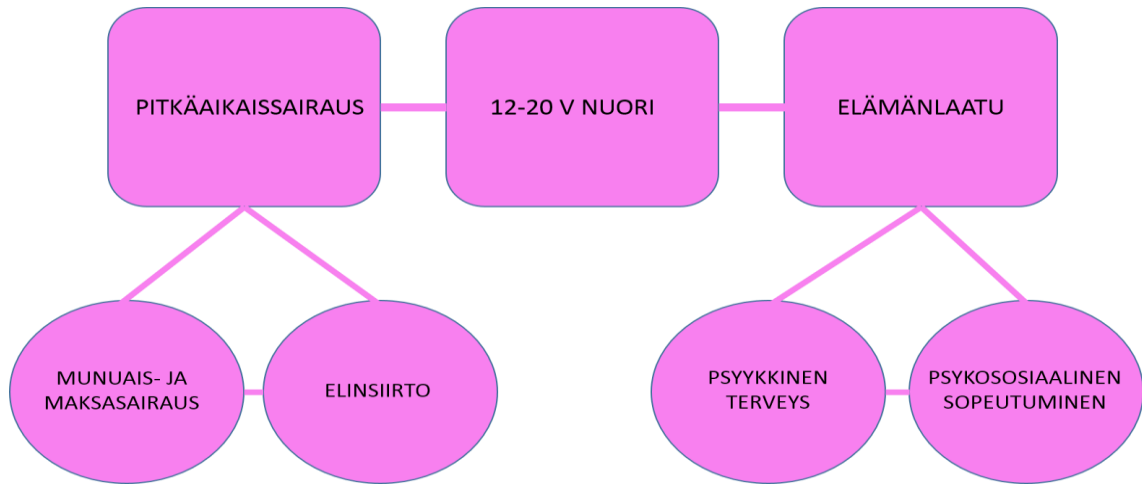 PITKÄAIKAISSAIRAUS
12-20 V NUORI
ELÄMÄNLAATU
MUNUAIS- JA
MAKSASAIRAUS
ELINSIIRTO
PSYYKKINEN
TERVEYS
PSYKOSOSIAALINEN
SOPEUTUMINEN